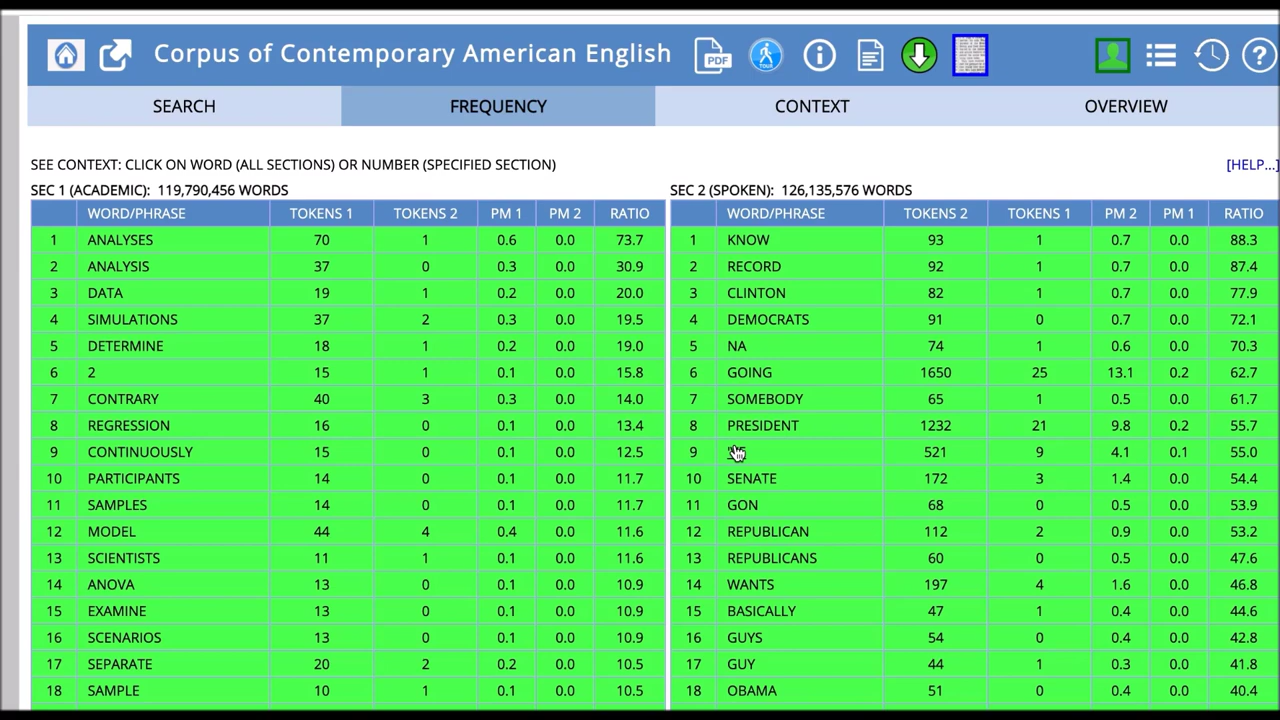 Corpus of Contemporary American English PDF TOUR
SEARCH FREQUENCY CONTEXT OVERVIEW
SEE CONTEXT: CLICK ON WORD (ALL SECTIONS) OR NUMBER (SPECIFIED SECTION) [HELP...]
SEC 1 (ACADEMIC): 119,790,456 WORDS SEC 2 (SPOKEN): 126,135,576 WORDS
WORD/PHRASE TOKENS 1 TOKENS 2 PM 1 PM 2 RATIO WORD/PHRASE TOKENS 2 TOKENS 1 PM 2 PM 1 RATIO
1 ANALYSES 70 1 0.6 0.0 73.7 1 KNOW 93 1 0.7 0.0 88.3
2 ANALYSIS 37 0 0.3 0.0 30.9 2 RECORD 92 1 0.7 0.0 87.4
3 DATA 19 1 0.2 0.0 20.0 3 CLINTON 82 1 0.7 0.0 77.9
4 SIMULATIONS 37 2 0.3 0.0 19.5 4 DEMOCRATS 91 0 0.7 0.0 72.1
5 DETERMINE 18 1 0.2 0.0 19.0 5 NA 74 1 0.6 0.0 70.3
6 2 15 1 0.1 0.0 15.8 6 GOING 1650 25 13.1 0.2 62.7
7 CONTRARY 40 3 0.3 0.0 14.0 7 SOMEBODY 65 1 0.5 0.0 61.7
8 REGRESSION 16 0 0.1 0.0 13.4 8 PRESIDENT 1232 21 9.8 0.2 55.7
9 CONTINUOUSLY 15 0 0.1 0.0 12.5 9 521 9 4.1 0.1 55.0
10 PARTICIPANTS 14 0 0.1 0.0 11.7 10 SENATE 172 3 1.4 0.0 54.4
11 SAMPLES 14 0 0.1 0.0 11.7 11 GON 68 0 0.5 0.0 53.9
12 MODEL 44 4 0.4 0.0 11.6 12 REPUBLICAN 112 2 0.9 0.0 53.2
13 SCIENTISTS 11 1 0.1 0.0 11.6 13 REPUBLICANS 60 0 0.5 0.0 47.6
14 ANOVA 13 0 0.1 0.0 10.9 14 WANTS 197 4 1.6 0.0 46.8
15 EXAMINE 13 0 0.1 0.0 10.9 15 BASICALLY 47 1 0.4 0.0 44.6
16 SCENARIOS 13 0 0.1 0.0 10.9 16 GUYS 54 0 0.4 0.0 42.8
17 SEPARATE 20 2 0.2 0.0 10.5 17 GUY 44 1 0.3 0.0 41.8
18 SAMPLE 10 1 0.1 0.0 10.5 18 OBAMA 51 0 0.4 0.0 40.4